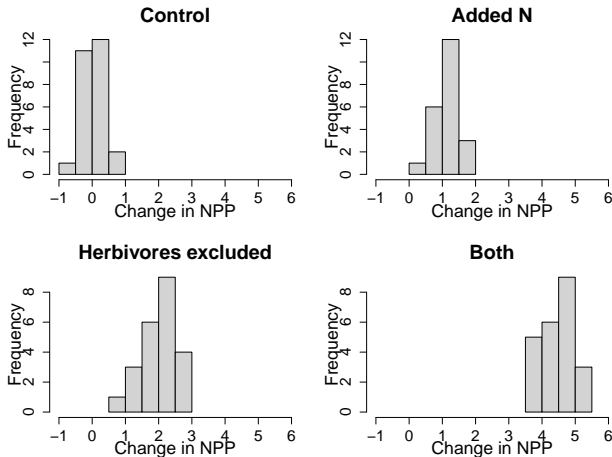 Control
Frequency
0 2 4 6 8 12
−1 0 1 2 3 4 5 6
Change in NPP
Added N
Frequency
0 2 4 6 8 12
−1 0 1 2 3 4 5 6
Change in NPP
Herbivores excluded
Frequency
0 2 4 6 8
−1 0 1 2 3 4 5 6
Change in NPP
Both
Frequency
0 2 4 6 8
−1 0 1 2 3 4 5 6
Change in NPP